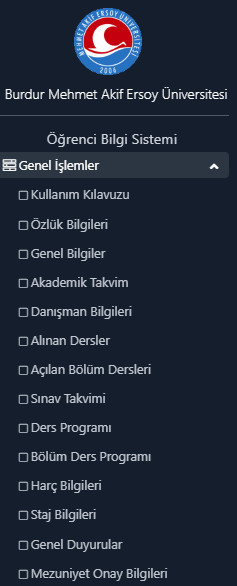 MEHMET AKİF ERSOY ÜNİVERSİTESİ
2006
Burdur Mehmet Akif Ersoy Üniversitesi
Öğrenci Bilgi Sistemi
Genel İşlemler
Kullanım Kılavuzu
Özlük Bilgileri
Genel Bilgiler
Akademik Takvim
Danışman Bilgileri
Alınan Dersler
Açılan Bölüm Dersleri
Sınav Takvimi
Ders Programı
Bölüm Ders Programı
Harç Bilgileri
Staj Bilgileri
Genel Duyurular
Mezuniyet Onay Bilgileri